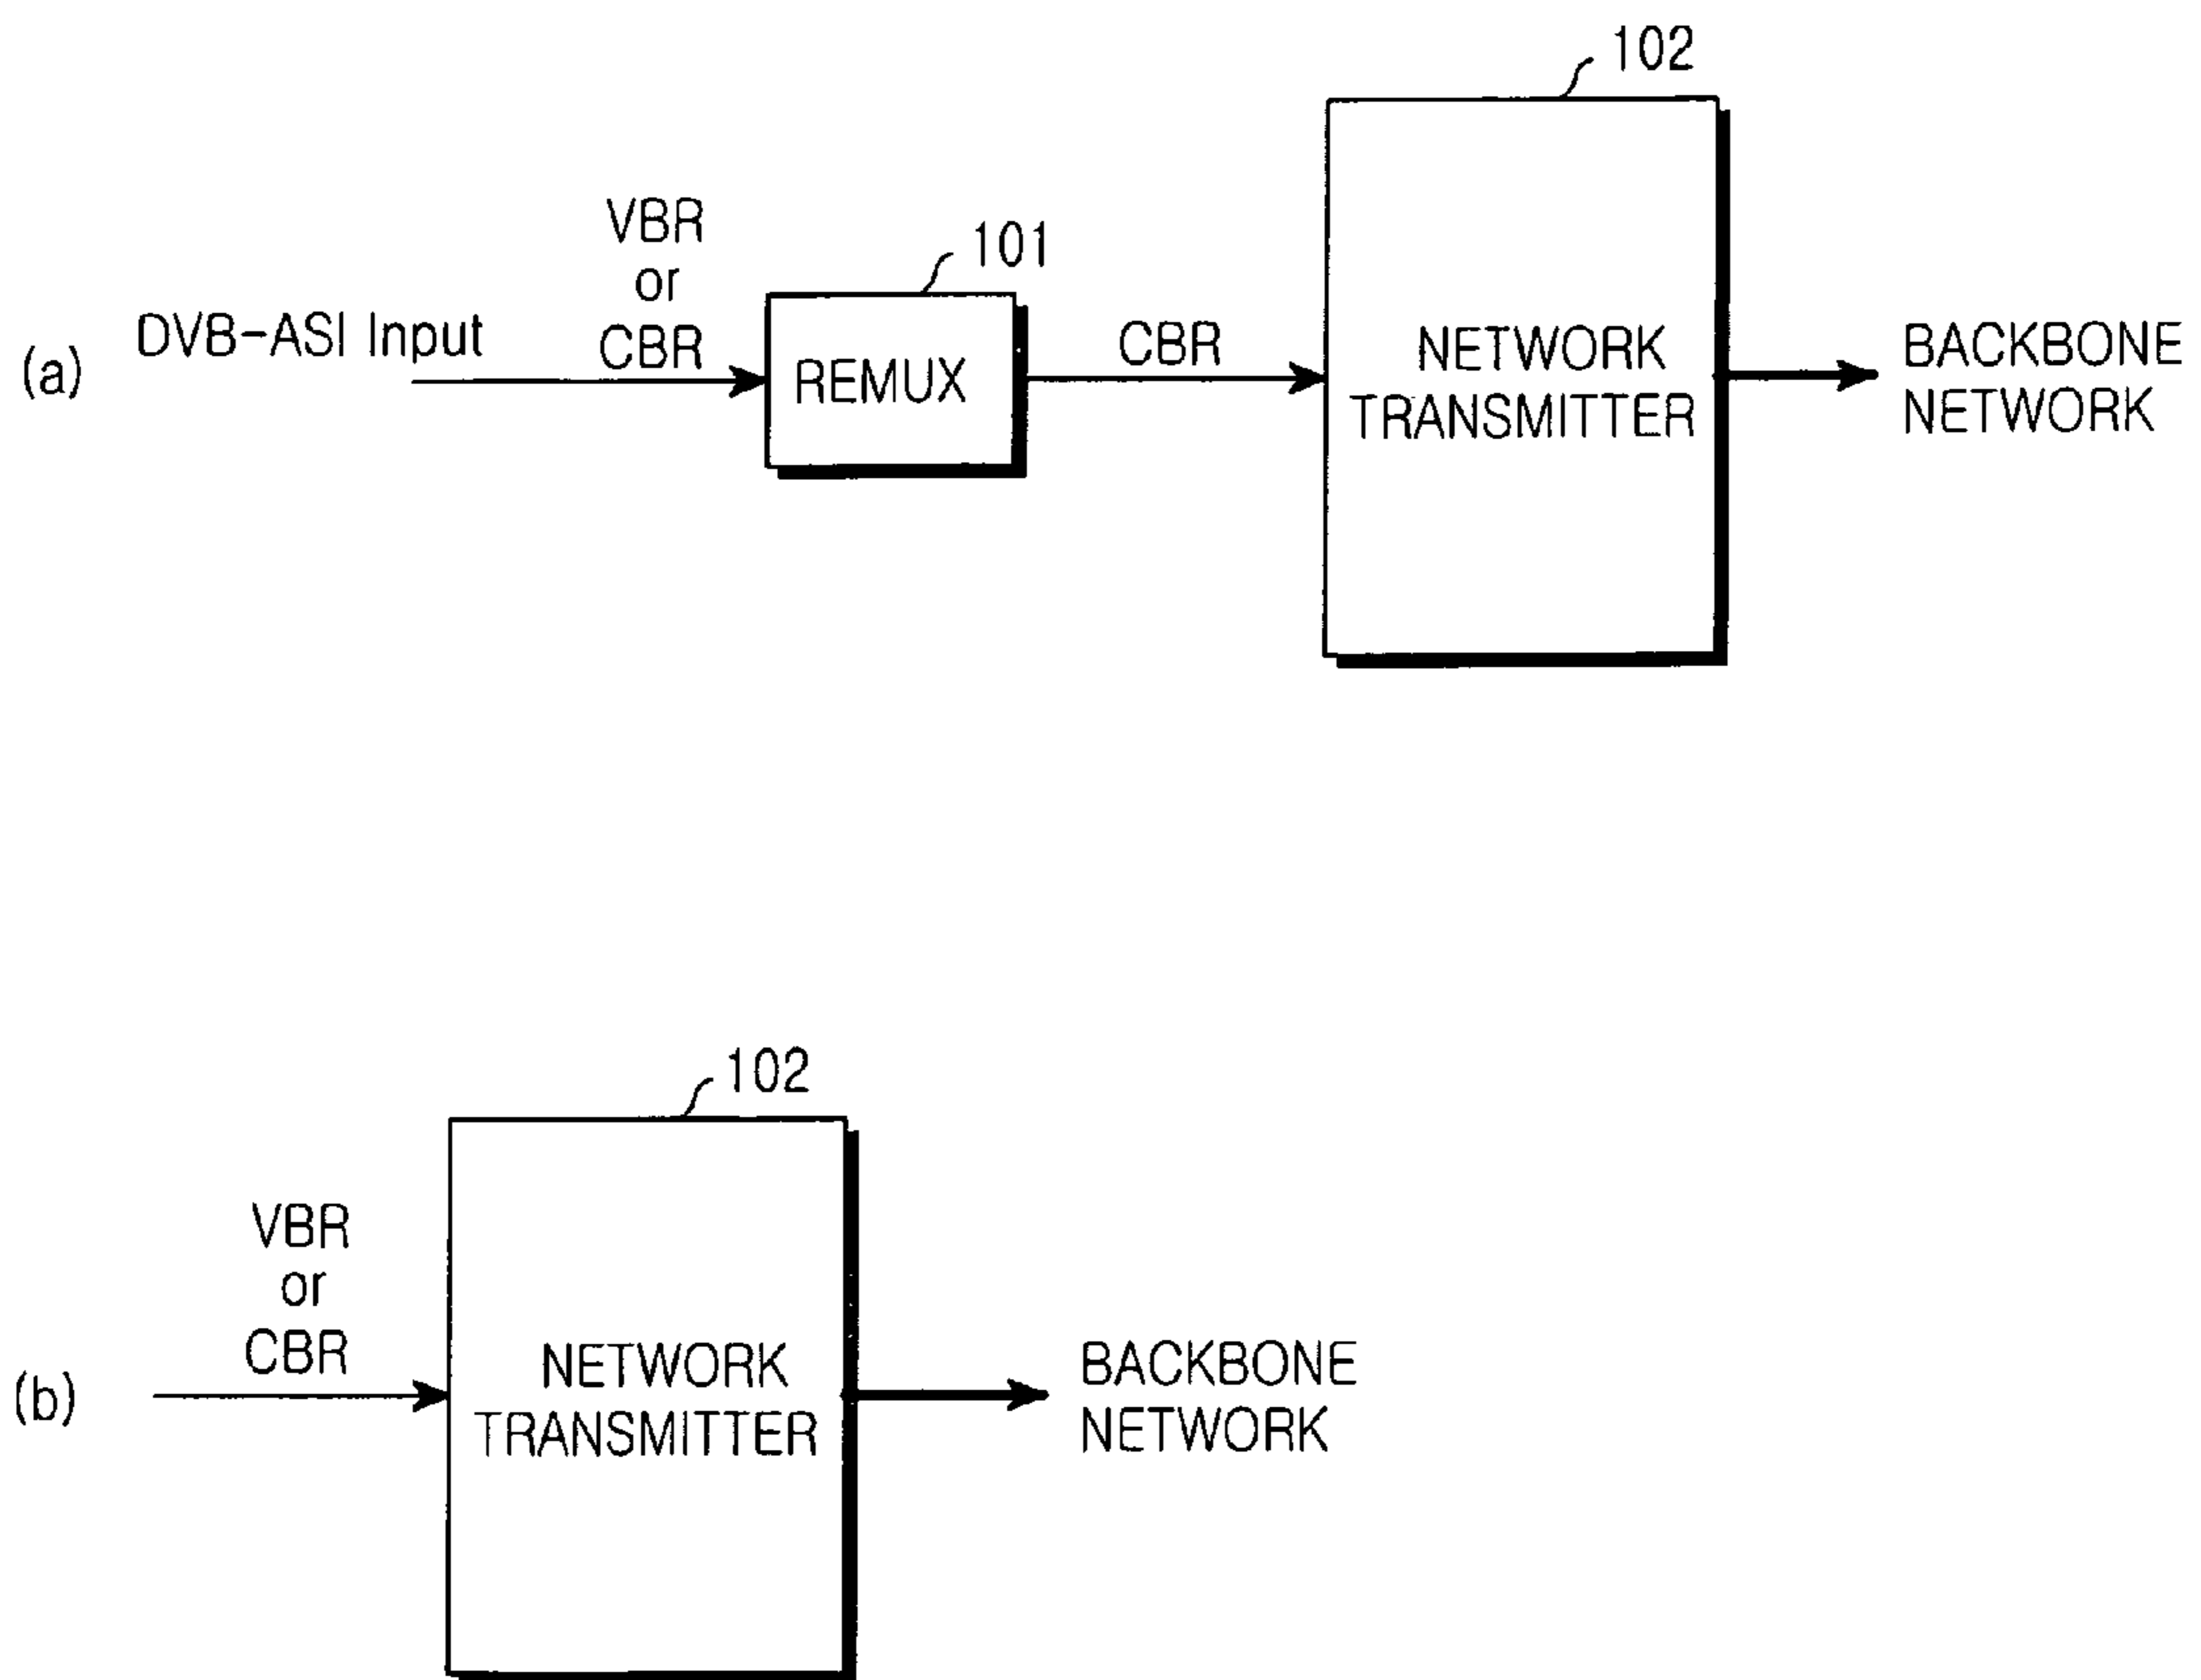 102
VBR
or
CBR
101
DVB-ASI Input
(a)
REMUX
CBR
NETWORK
TRANSMITTER
BACKBONE
NETWORK
102
VBR
or
CBR
(b)
NETWORK
TRANSMITTER
BACKBONE
NETWORK